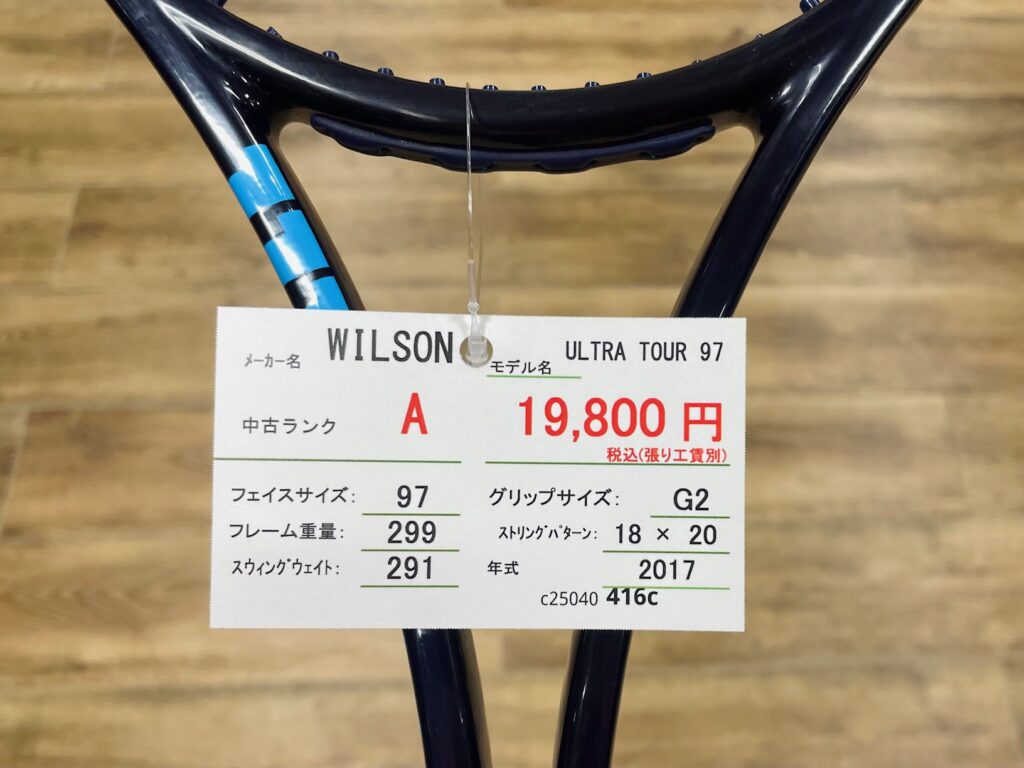 メーカー名 WILSON モデル名 ULTRA TOUR 97
中古ランク A 19,800 円
税込(張り工賃別)
フェイスサイズ: 97 グリップサイズ: G2
フレーム重量: 299 ストリングパターン: 18 × 20
スウィングウェイト: 291 年式 2017
c25040 416c